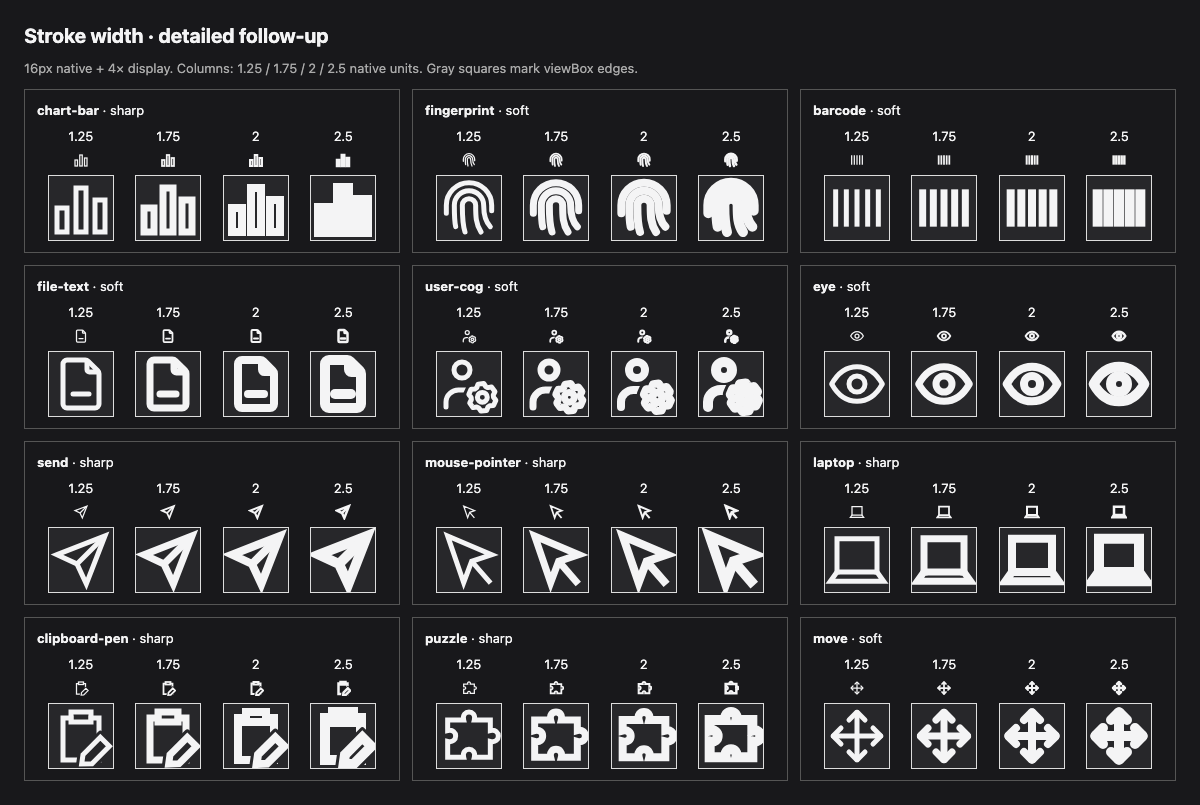 Stroke width · detailed follow-up
16px native + 4× display. Columns: 1.25 / 1.75 / 2 / 2.5 native units. Gray squares mark viewBox edges.
chart-bar · sharp
1.25 1.75 2 2.5
fingerprint · soft
1.25 1.75 2 2.5
barcode · soft
1.25 1.75 2 2.5
file-text · soft
1.25 1.75 2 2.5
user-cog · soft
1.25 1.75 2 2.5
eye · soft
1.25 1.75 2 2.5
send · sharp
1.25 1.75 2 2.5
mouse-pointer · sharp
1.25 1.75 2 2.5
laptop · sharp
1.25 1.75 2 2.5
clipboard-pen · sharp
1.25 1.75 2 2.5
puzzle · sharp
1.25 1.75 2 2.5
move · soft
1.25 1.75 2 2.5